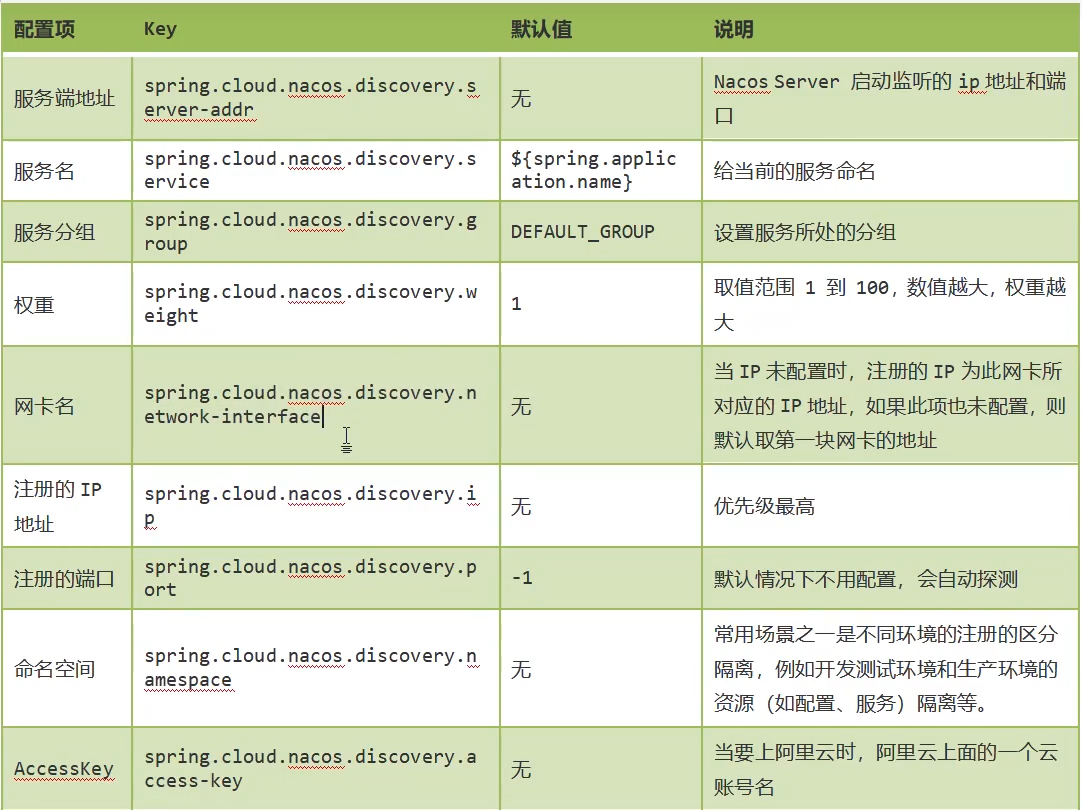 配置项 Key 默认值 说明
服务端地址
spring.cloud.nacos.discovery.s
erver-addr
无
Nacos Server 启动监听的 ip 地址和端
口
服务名
spring.cloud.nacos.discovery.s
ervice
${spring.applic
ation.name}
给当前的服务命名
服务分组
spring.cloud.nacos.discovery.g
roup
DEFAULT_GROUP
设置服务所处的分组
权重
spring.cloud.nacos.discovery.w
eight
1
取值范围 1 到 100，数值越大，权重越
大
网卡名
spring.cloud.nacos.discovery.n
etwork-interface
无
当 IP 未配置时，注册的 IP 为此网卡所
对应的 IP 地址，如果此项也未配置，则
默认取第一块网卡的地址
注册的 IP
地址
spring.cloud.nacos.discovery.i
p
无
优先级最高
注册的端口
spring.cloud.nacos.discovery.p
ort
-1
默认情况下不用配置，会自动探测
命名空间
spring.cloud.nacos.discovery.n
amespace
无
常用场景之一是不同环境的注册的区分
隔离，例如开发测试环境和生产环境的
资源（如配置、服务）隔离等。
AccessKey
spring.cloud.nacos.discovery.a
ccess-key
无
当要上阿里云时，阿里云上面的一个云
账号名